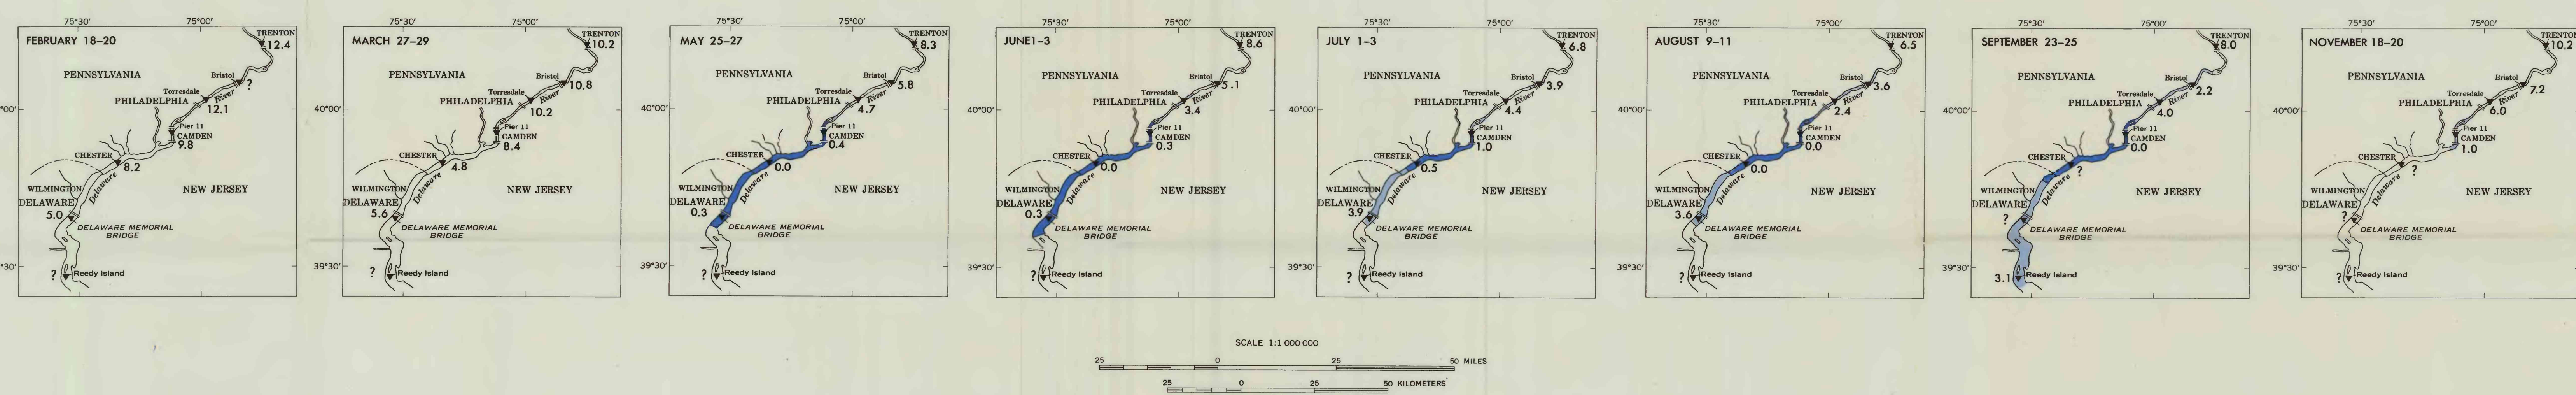 75°30′ 75°00′
FEBRUARY 18–20
TRENTON
12.4
PENNSYLVANIA
Bristol
?
Torresdale
River
PHILADELPHIA
12.1
°00′
Pier 11
CAMDEN
9.8
CHESTER
8.2
WILMINGTON
Delaware
NEW JERSEY
DELAWARE
5.0
DELAWARE MEMORIAL
BRIDGE
°30′
?
Reedy Island
75°30′ 75°00′
MARCH 27–29
TRENTON
10.2
PENNSYLVANIA
Bristol
10.8
Torresdale
River
PHILADELPHIA
10.2
40°00′
Pier 11
CAMDEN
8.4
CHESTER
4.8
WILMINGTON
Delaware
NEW JERSEY
DELAWARE
5.6
DELAWARE MEMORIAL
BRIDGE
39°30′
?
Reedy Island
75°30′ 75°00′
MAY 25–27
TRENTON
8.3
PENNSYLVANIA
Bristol
5.8
Torresdale
River
PHILADELPHIA
4.7
40°00′
Pier 11
CAMDEN
0.4
CHESTER
0.0
WILMINGTON
Delaware
NEW JERSEY
DELAWARE
0.3
DELAWARE MEMORIAL
BRIDGE
39°30′
?
Reedy Island
75°30′ 75°00′
JUNE 1–3
TRENTON
8.6
PENNSYLVANIA
Bristol
5.1
Torresdale
River
PHILADELPHIA
3.4
40°00′
Pier 11
CAMDEN
0.3
CHESTER
0.0
WILMINGTON
Delaware
NEW JERSEY
DELAWARE
0.3
DELAWARE MEMORIAL
BRIDGE
39°30′
?
Reedy Island
75°30′ 75°00′
JULY 1–3
TRENTON
6.8
PENNSYLVANIA
Bristol
3.9
Torresdale
River
PHILADELPHIA
4.4
40°00′
Pier 11
CAMDEN
1.0
CHESTER
0.5
WILMINGTON
Delaware
NEW JERSEY
DELAWARE
3.9
DELAWARE MEMORIAL
BRIDGE
39°30′
?
Reedy Island
75°30′ 75°00′
AUGUST 9–11
TRENTON
6.5
PENNSYLVANIA
Bristol
3.6
Torresdale
River
PHILADELPHIA
2.4
40°00′
Pier 11
CAMDEN
0.0
CHESTER
0.0
WILMINGTON
Delaware
NEW JERSEY
DELAWARE
3.6
DELAWARE MEMORIAL
BRIDGE
39°30′
?
Reedy Island
75°30′ 75°00′
SEPTEMBER 23–25
TRENTON
8.0
PENNSYLVANIA
Bristol
2.2
Torresdale
River
PHILADELPHIA
4.0
40°00′
Pier 11
CAMDEN
0.0
CHESTER
?
WILMINGTON
Delaware
NEW JERSEY
DELAWARE
?
DELAWARE MEMORIAL
BRIDGE
39°30′
3.1
Reedy Island
75°30′ 75°00′
NOVEMBER 18–20
TRENTON
10.2
PENNSYLVANIA
Bristol
7.2
Torresdale
River
PHILADELPHIA
6.0
40°00′
Pier 11
CAMDEN
1.0
CHESTER
?
WILMINGTON
Delaware
NEW JERSEY
DELAWARE
?
DELAWARE MEMORIAL
BRIDGE
39°30′
?
Reedy Island
SCALE 1:1 000 000
25 0 25 50 MILES
25 0 25 50 KILOMETERS